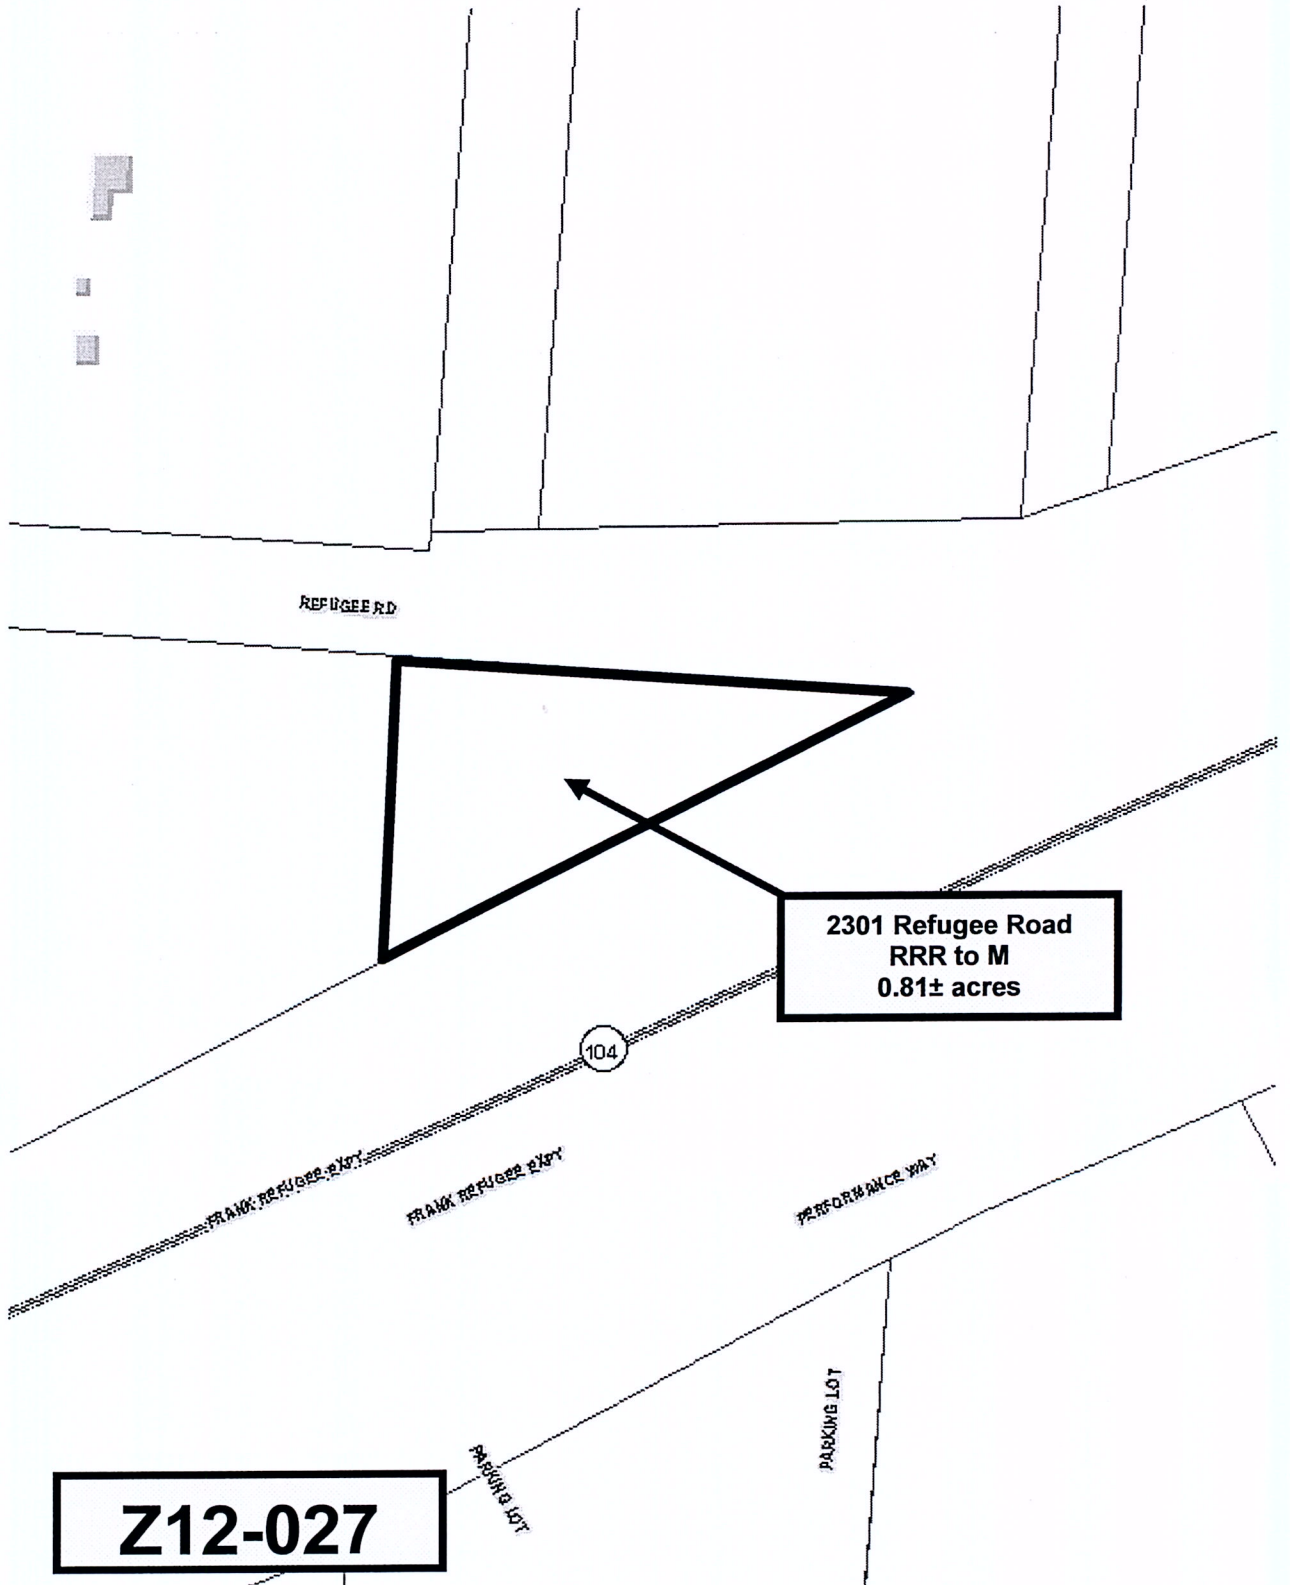 REFUGEE RD
2301 Refugee Road
RRR to M
0.81± acres
104
FRANK REFUGEE EXPY
FRANK REFUGEE EXPY
PERFORMANCE WAY
PARKING LOT
PARKING LOT
Z12-027